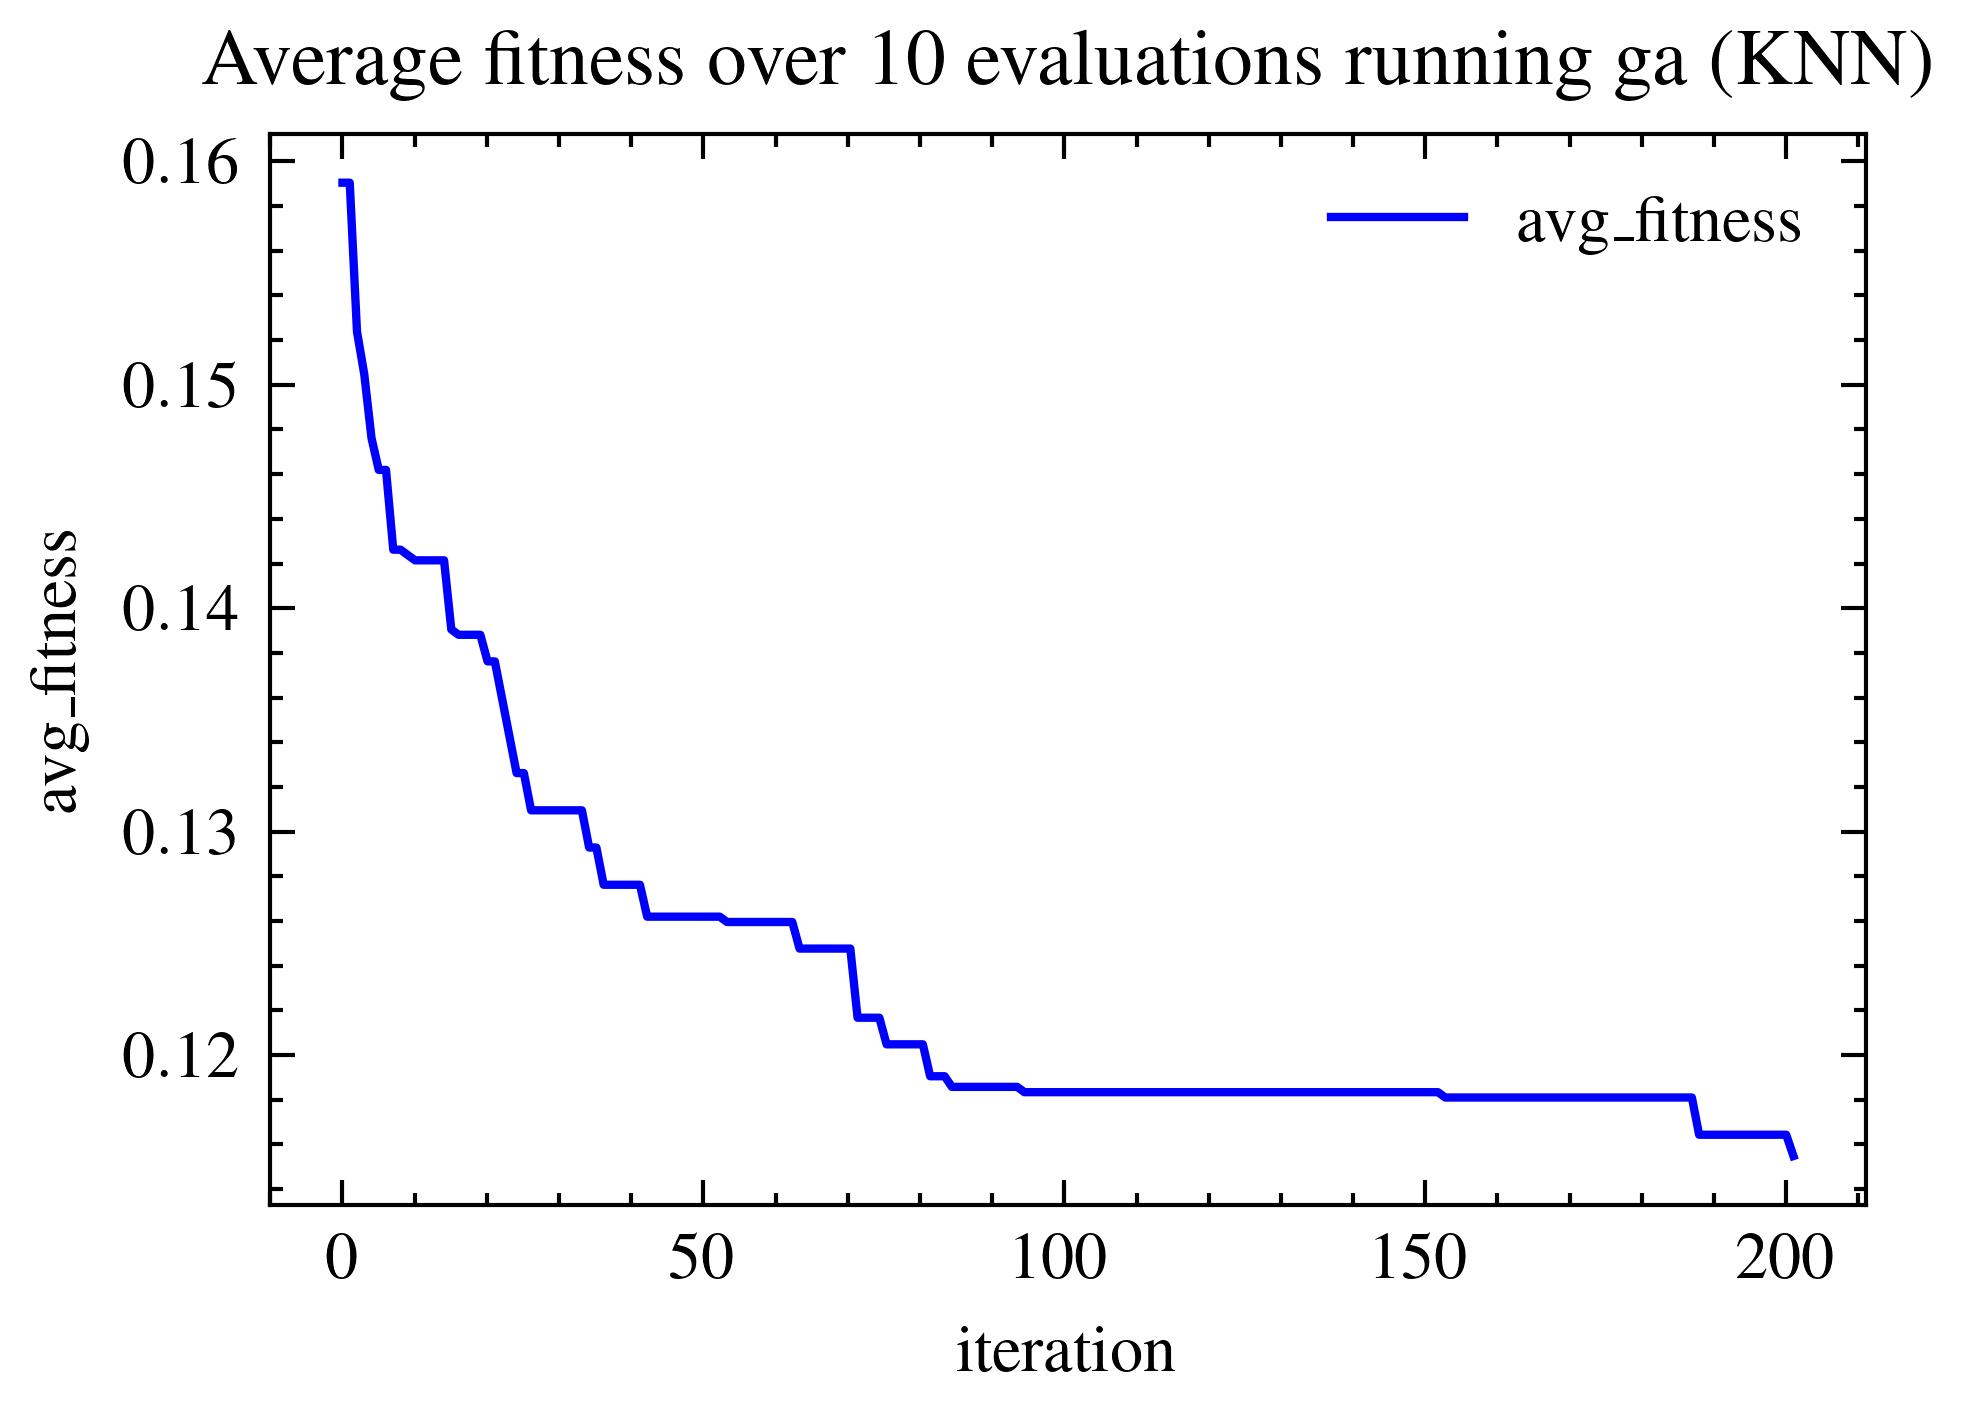 Average fitness over 10 evaluations running ga (KNN)
avg_fitness
0.16
0.15
0.14
0.13
0.12
avg_fitness
0 50 100 150 200
iteration